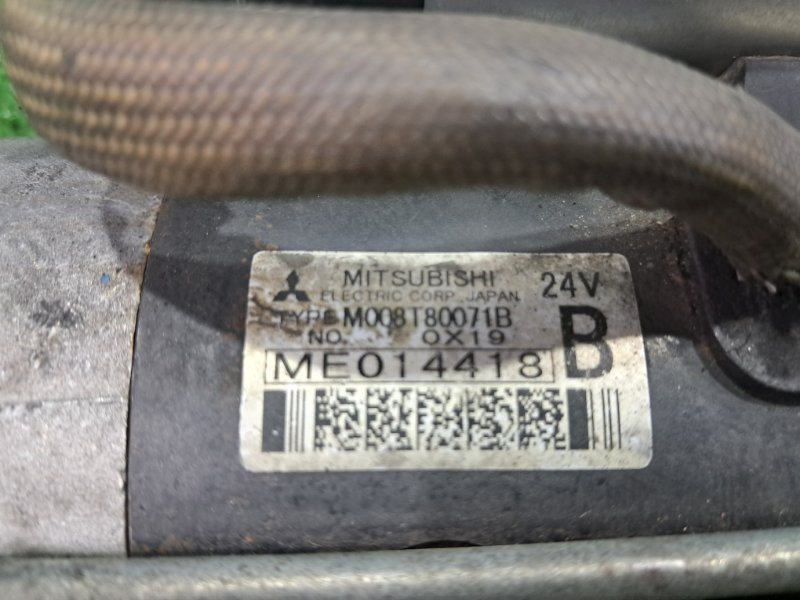 MITSUBISHI 24V
ELECTRIC CORP. JAPAN
TYPE M008T80071B
NO. 0X19 B
ME014418